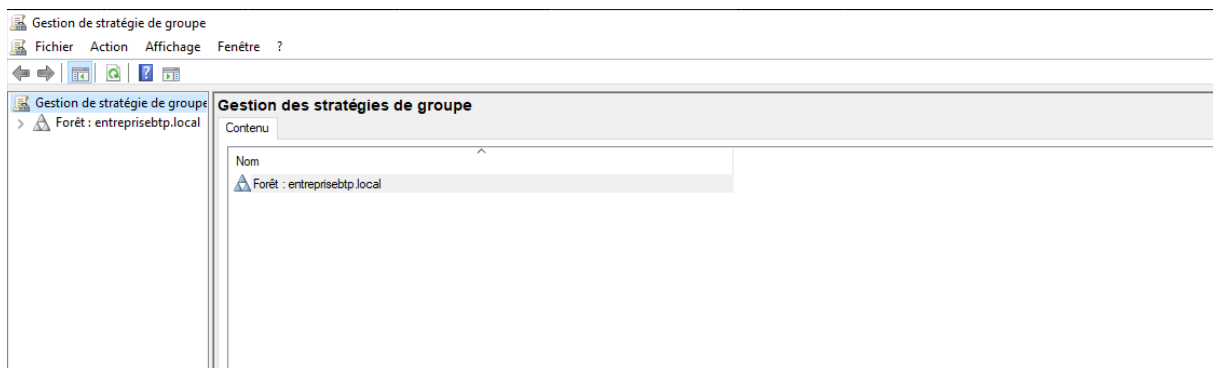 Gestion de stratégie de groupe
Fichier Action Affichage Fenêtre ?
Gestion de stratégie de groupe
Forêt : entreprisebtp.local
Gestion des stratégies de groupe
Contenu
Nom
Forêt : entreprisebtp.local